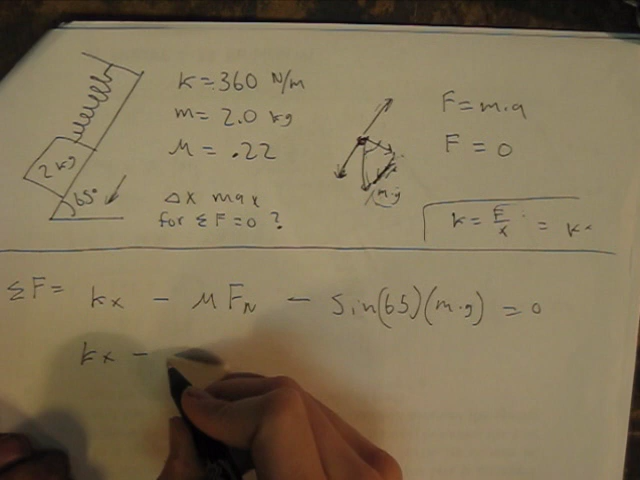 k = 360 N/m
m = 2.0 kg
μ = .22
Δx max
for ΣF=0 ?
2 kg
65°
m·g
F = m·a
F = 0
k = F/x = k
ΣF = kx - μF_N - sin(65)(m·g) = 0
kx -